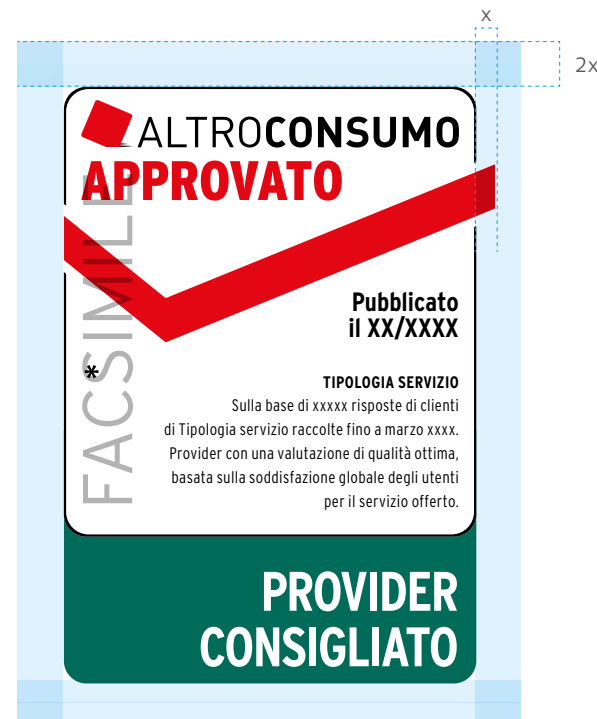 x
2x
ALTROCONSUMO
APPROVATO
FACSIMILE
Pubblicato
il XX/XXXX
*
TIPOLOGIA SERVIZIO
Sulla base di xxxxx risposte di clienti
di Tipologia servizio raccolte fino a marzo xxxx.
Provider con una valutazione di qualità ottima,
basata sulla soddisfazione globale degli utenti
per il servizio offerto.
PROVIDER
CONSIGLIATO